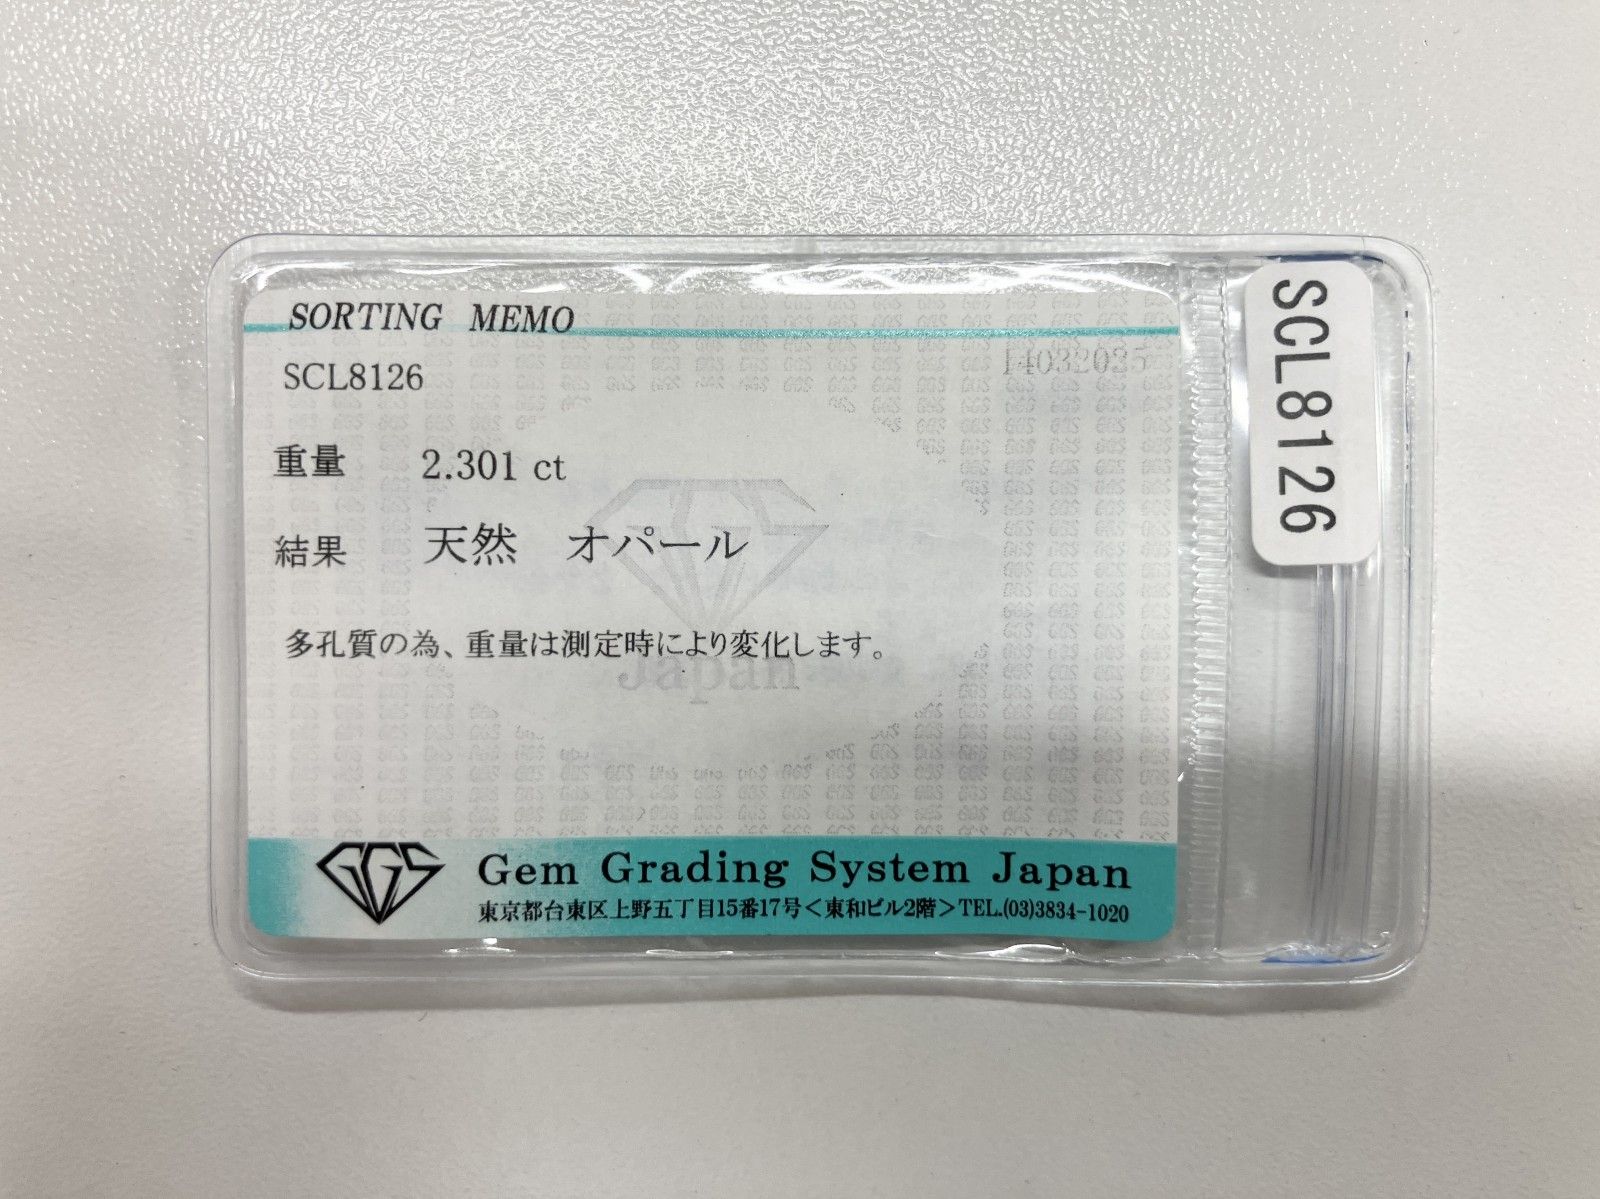 SORTING MEMO
SCL8126
14032025
重量 2.301 ct
結果 天然 オパール
多孔質の為、重量は測定時により変化します。
Japan
GGS
Gem Grading System Japan
東京都台東区上野五丁目15番17号＜東和ビル2階＞TEL.(03)3834-1020
SCL8126